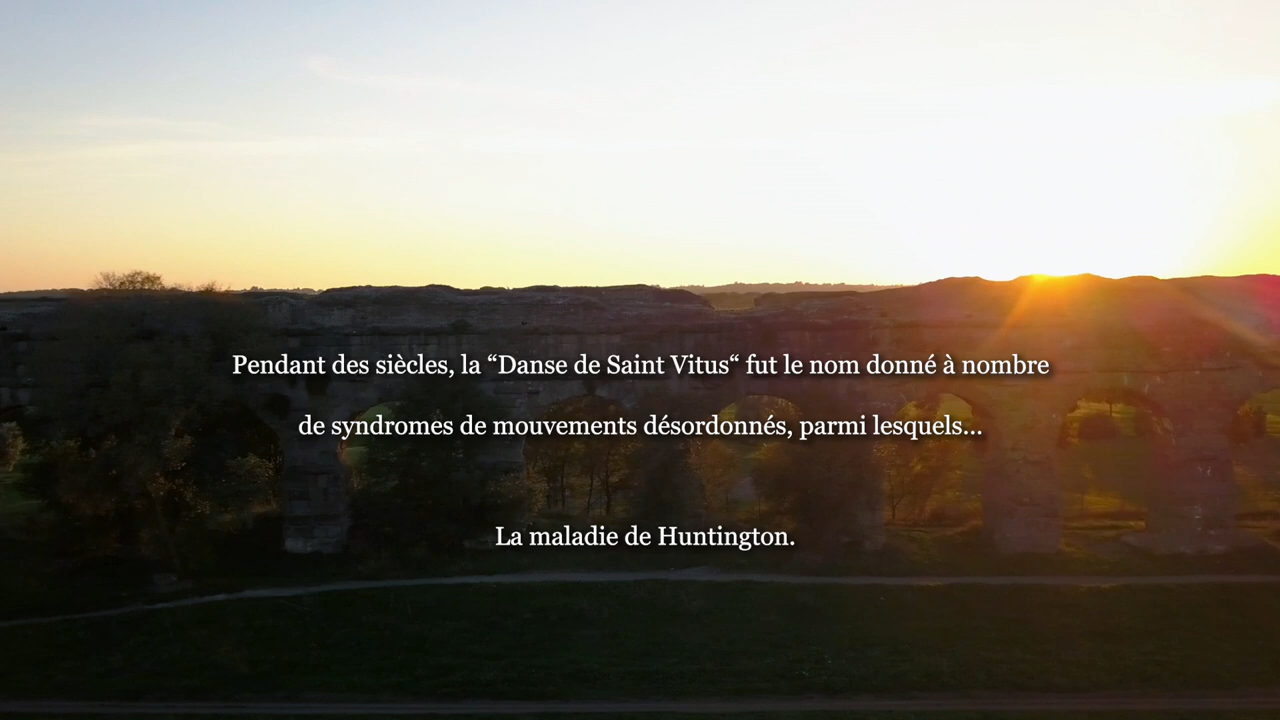 Pendant des siècles, la “Danse de Saint Vitus“ fut le nom donné à nombre
de syndromes de mouvements désordonnés, parmi lesquels...
La maladie de Huntington.